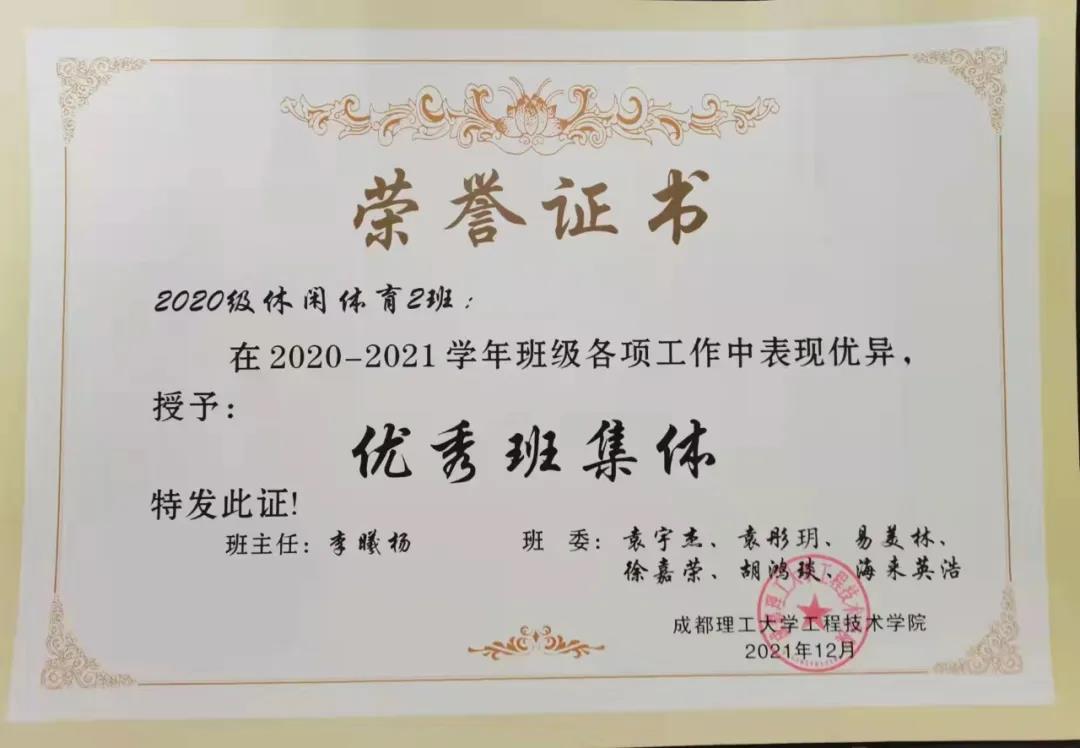 荣誉证书
2020级休闲体育2班：
在2020-2021学年班级各项工作中表现优异，
授予：
优秀班集体
特发此证!
班主任：李曦杨 班 委：袁宇杰、袁彤玥、易美林、
徐嘉荣、胡鸿琰、海来英浩
成都理工大学工程技术学院
2021年12月